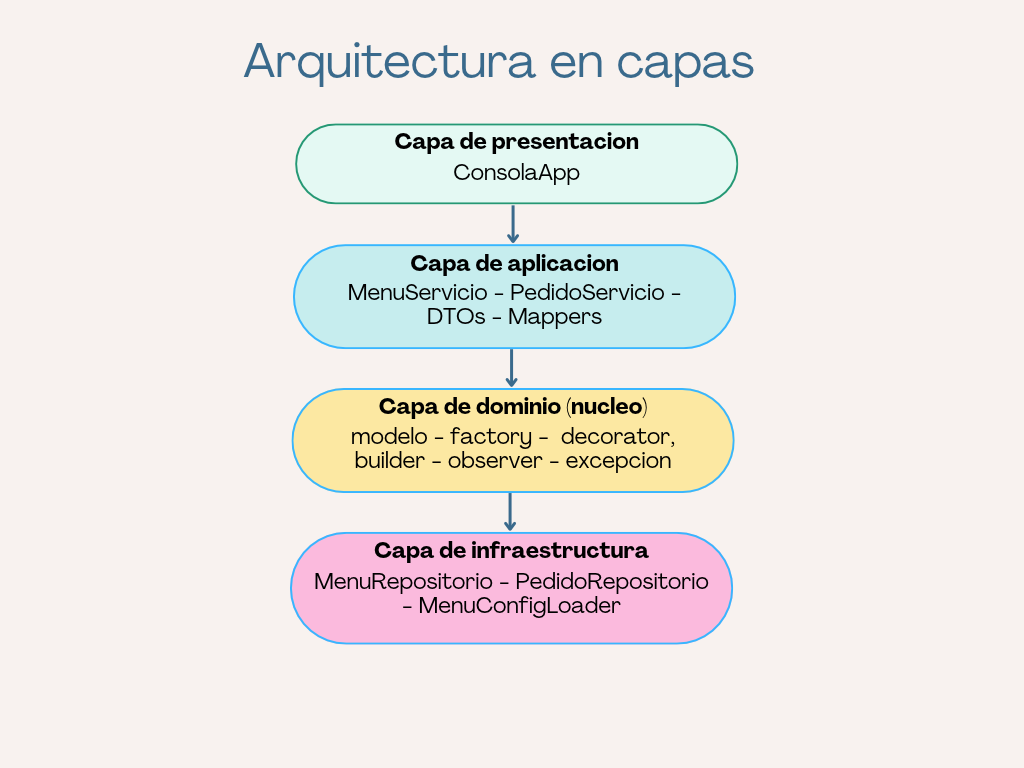 Arquitectura en capas
Capa de presentacion
ConsolaApp
Capa de aplicacion
MenuServicio - PedidoServicio -
DTOs - Mappers
Capa de dominio (nucleo)
modelo - factory -  decorator,
builder - observer - excepcion
Capa de infraestructura
MenuRepositorio - PedidoRepositorio
- MenuConfigLoader